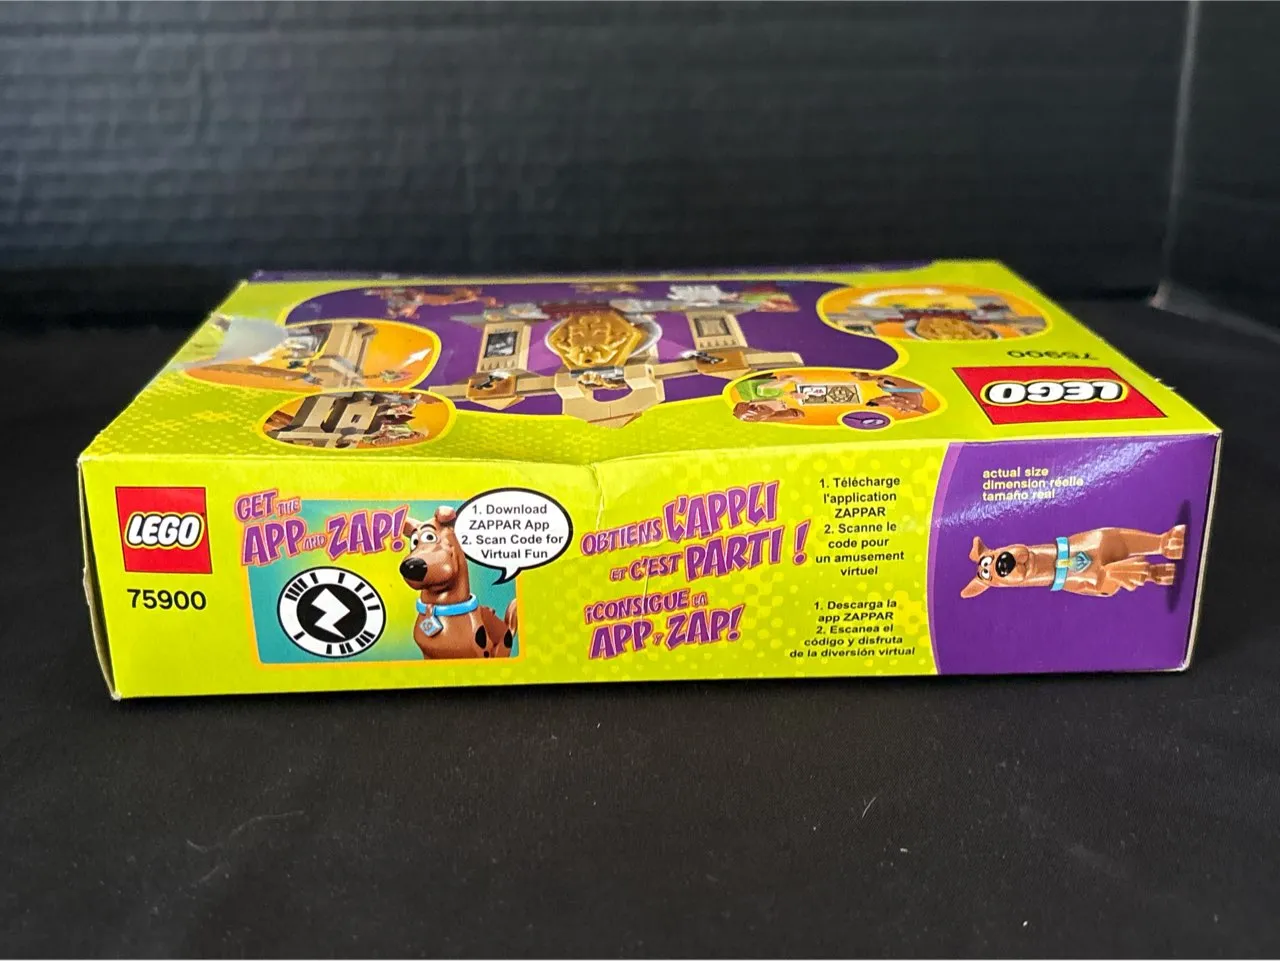 75900
LEGO
LEGO
75900
GET THE
APP AND ZAP!
1. Download
ZAPPAR App
2. Scan Code for
Virtual Fun
OBTIENS L'APPLI
ET C'EST PARTI !
1. Télécharge
l'application
ZAPPAR
2. Scanne le
code pour
un amusement
virtuel
¡CONSIGUE LA
APP Y ZAP!
1. Descarga la
app ZAPPAR
2. Escanea el
código y disfruta
de la diversión virtual
actual size
dimension réelle
tamaño real